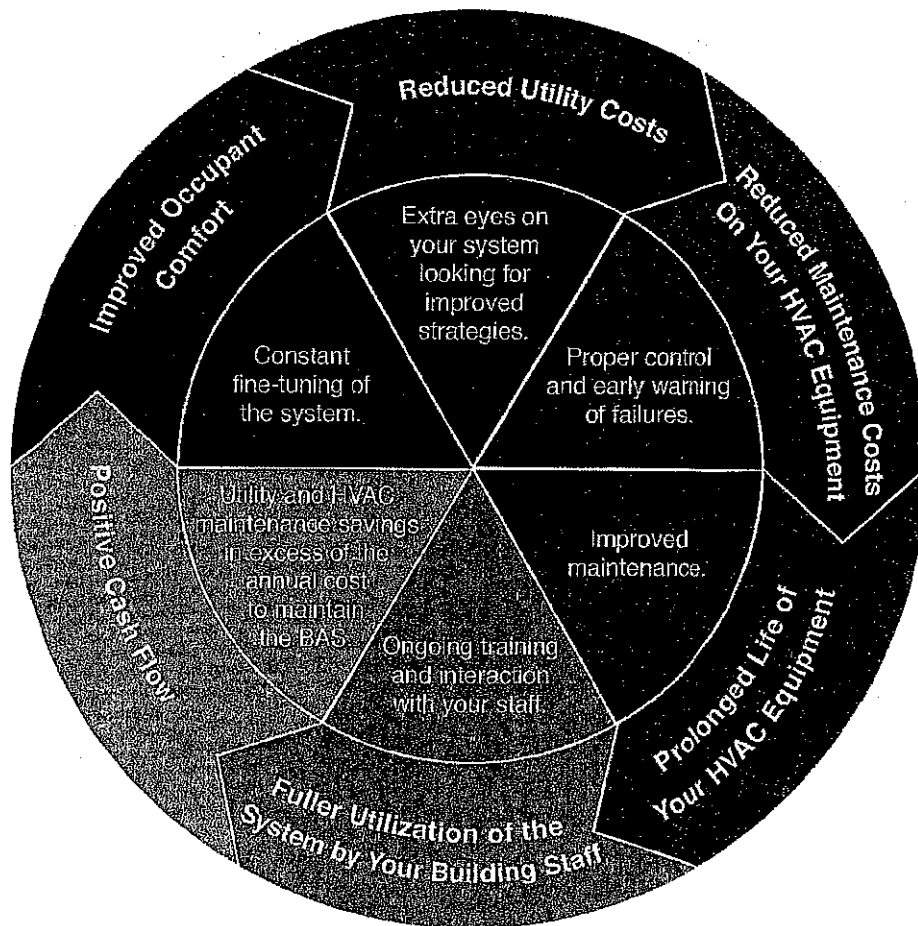 Reduced Utility Costs
Extra eyes on
your system
looking for
improved
strategies.
Reduced Maintenance Costs
On Your HVAC Equipment
Proper control
and early warning
of failures.
Prolonged Life of
Your HVAC Equipment
Improved
maintenance.
Fuller Utilization of the
System by Your Building Staff
Ongoing training
and interaction
with your staff.
Positive Cash Flow
Utility and HVAC
maintenance savings
in excess of the
annual cost
to maintain
the BAS.
Improved Occupant
Comfort
Constant
fine-tuning of
the system.